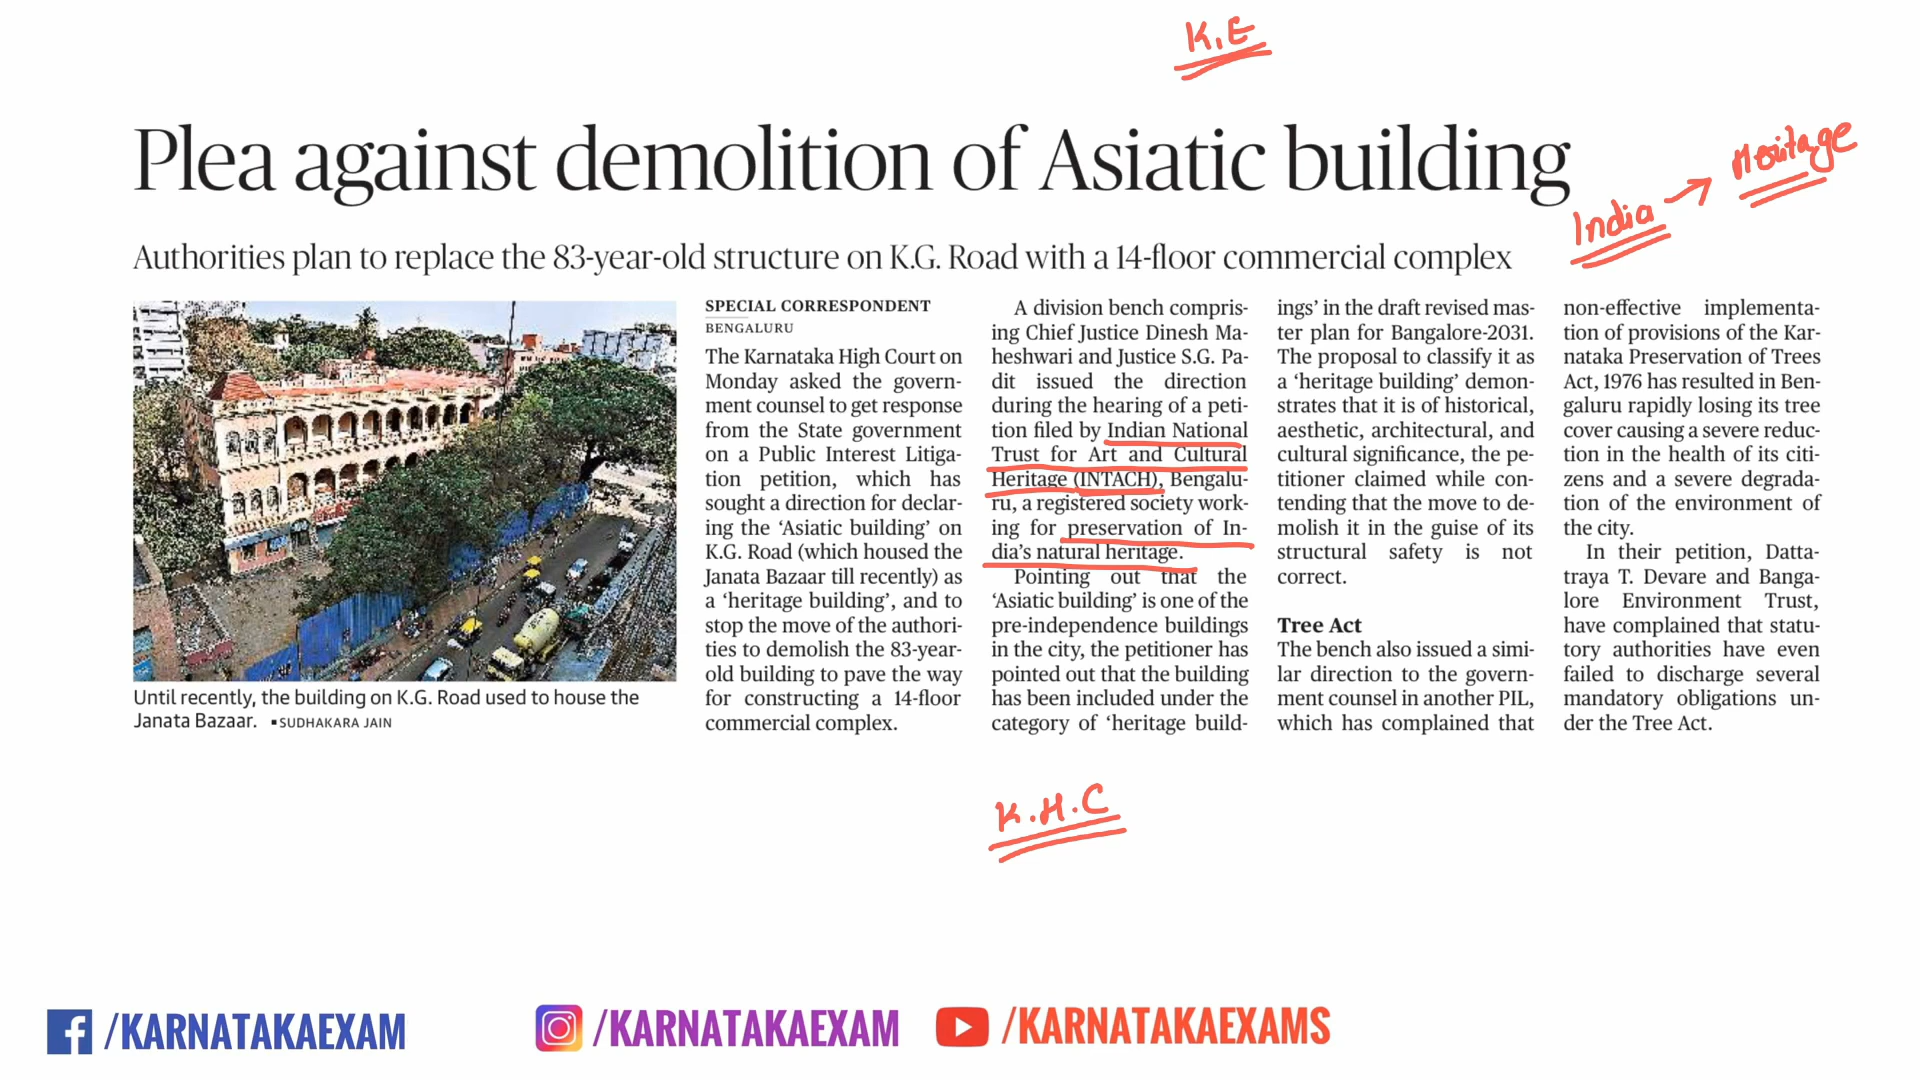 K.E
Plea against demolition of Asiatic building
India → Heritage
Authorities plan to replace the 83-year-old structure on K.G. Road with a 14-floor commercial complex
Until recently, the building on K.G. Road used to house the
Janata Bazaar. ▪SUDHAKARA JAIN
SPECIAL CORRESPONDENT
BENGALURU
The Karnataka High Court on
Monday asked the govern-
ment counsel to get response
from the State government
on a Public Interest Litiga-
tion petition, which has
sought a direction for declar-
ing the ‘Asiatic building’ on
K.G. Road (which housed the
Janata Bazaar till recently) as
a ‘heritage building’, and to
stop the move of the authori-
ties to demolish the 83-year-
old building to pave the way
for constructing a 14-floor
commercial complex.
A division bench compris-
ing Chief Justice Dinesh Ma-
heshwari and Justice S.G. Pa-
dit issued the direction
during the hearing of a peti-
tion filed by Indian National
Trust for Art and Cultural
Heritage (INTACH), Bengalu-
ru, a registered society work-
ing for preservation of In-
dia’s natural heritage.
Pointing out that the
‘Asiatic building’ is one of the
pre-independence buildings
in the city, the petitioner has
pointed out that the building
has been included under the
category of ‘heritage build-
ings’ in the draft revised mas-
ter plan for Bangalore-2031.
The proposal to classify it as
a ‘heritage building’ demon-
strates that it is of historical,
aesthetic, architectural, and
cultural significance, the pe-
titioner claimed while con-
tending that the move to de-
molish it in the guise of its
structural safety is not
correct.
Tree Act
The bench also issued a simi-
lar direction to the govern-
ment counsel in another PIL,
which has complained that
non-effective implementa-
tion of provisions of the Kar-
nataka Preservation of Trees
Act, 1976 has resulted in Ben-
galuru rapidly losing its tree
cover causing a severe reduc-
tion in the health of its citi-
zens and a severe degrada-
tion of the environment of
the city.
In their petition, Datta-
traya T. Devare and Banga-
lore Environment Trust,
have complained that statu-
tory authorities have even
failed to discharge several
mandatory obligations un-
der the Tree Act.
K.H.C
/KARNATAKAEXAM
/KARNATAKAEXAM
/KARNATAKAEXAMS